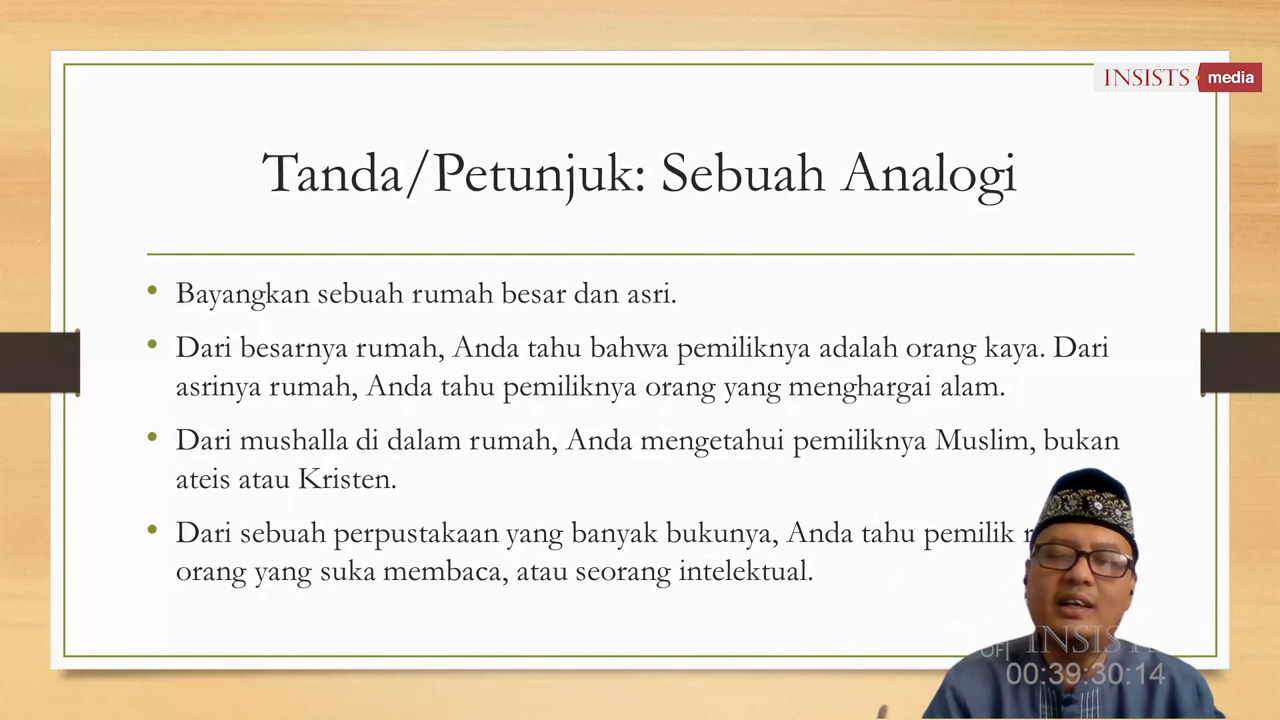 INSISTS media
Tanda/Petunjuk: Sebuah Analogi
• Bayangkan sebuah rumah besar dan asri.
• Dari besarnya rumah, Anda tahu bahwa pemiliknya adalah orang kaya. Dari
asrinya rumah, Anda tahu pemiliknya orang yang menghargai alam.
• Dari mushalla di dalam rumah, Anda mengetahui pemiliknya Muslim, bukan
ateis atau Kristen.
• Dari sebuah perpustakaan yang banyak bukunya, Anda tahu pemilik
orang yang suka membaca, atau seorang intelektual.
INSISTS
00:39:30:14